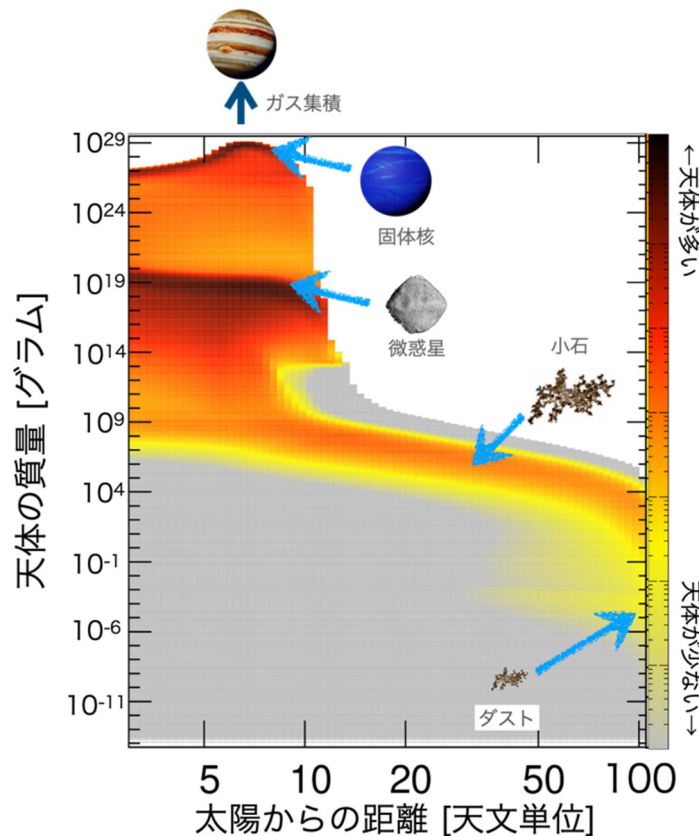 ガス集積
10^29
10^24
10^19
10^14
10^9
10^4
10^-1
10^-6
10^-11
天体の質量 [グラム]
固体核
微惑星
小石
ダスト
←天体が多い
天体が少ない→
5 10 20 50 100
太陽からの距離 [天文単位]